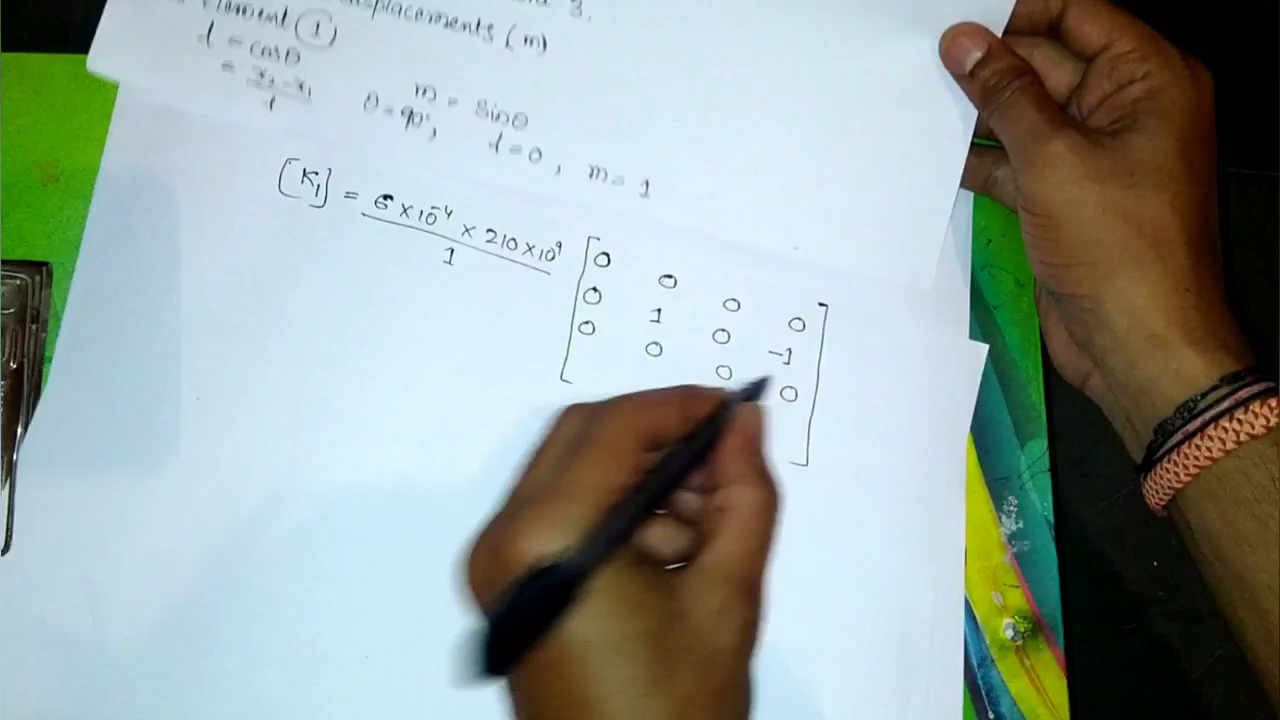 3.
displacements (m)
element ①
l = cosθ
= x₂ - x₁ / l
m = sinθ
θ = 90°, l = 0, m = 1
[K₁] = 6 × 10⁻⁴ × 210 × 10⁹ / 1
0 0 0 0
0 1 0 -1
0 0 0 0